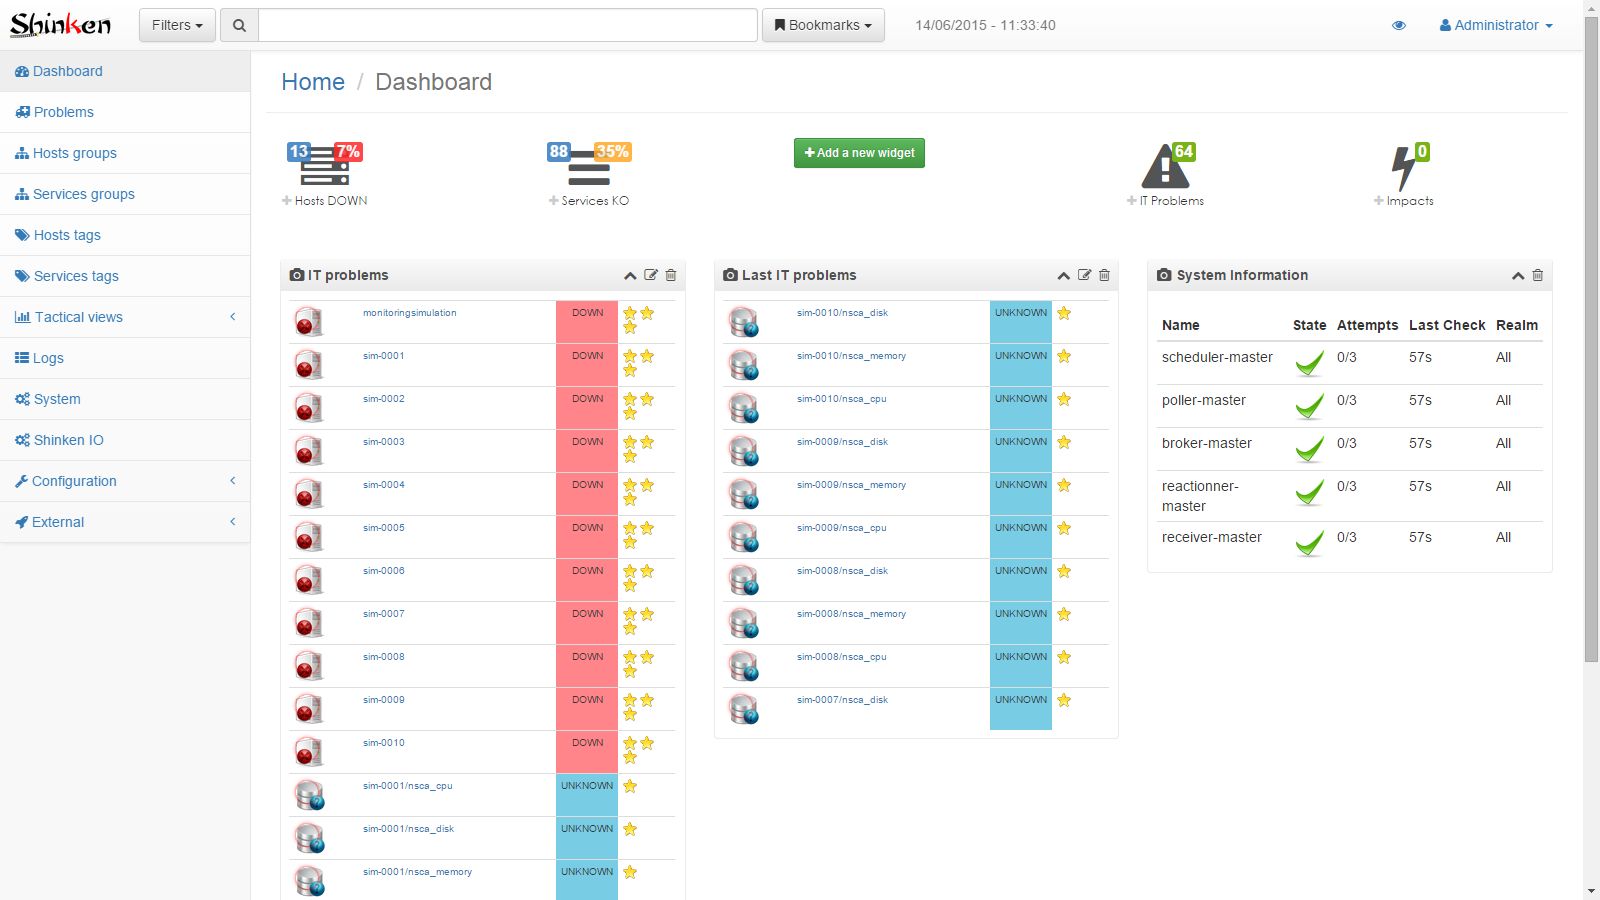 Shinken
Filters
Bookmarks
14/06/2015 - 11:33:40
Administrator
Dashboard
Problems
Hosts groups
Services groups
Hosts tags
Services tags
Tactical views
Logs
System
Shinken IO
Configuration
External
Home / Dashboard
13 7%
Hosts DOWN
88 35%
Services KO
Add a new widget
64
IT Problems
0
Impacts
IT problems
monitoringsimulation DOWN
sim-0001 DOWN
sim-0002 DOWN
sim-0003 DOWN
sim-0004 DOWN
sim-0005 DOWN
sim-0006 DOWN
sim-0007 DOWN
sim-0008 DOWN
sim-0009 DOWN
sim-0010 DOWN
sim-0001/nsca_cpu UNKNOWN
sim-0001/nsca_disk UNKNOWN
sim-0001/nsca_memory UNKNOWN
Last IT problems
sim-0010/nsca_disk UNKNOWN
sim-0010/nsca_memory UNKNOWN
sim-0010/nsca_cpu UNKNOWN
sim-0009/nsca_disk UNKNOWN
sim-0009/nsca_memory UNKNOWN
sim-0009/nsca_cpu UNKNOWN
sim-0008/nsca_disk UNKNOWN
sim-0008/nsca_memory UNKNOWN
sim-0008/nsca_cpu UNKNOWN
sim-0007/nsca_disk UNKNOWN
System Information
Name State Attempts Last Check Realm
scheduler-master 0/3 57s All
poller-master 0/3 57s All
broker-master 0/3 57s All
reactionner- 0/3 57s All
master
receiver-master 0/3 57s All